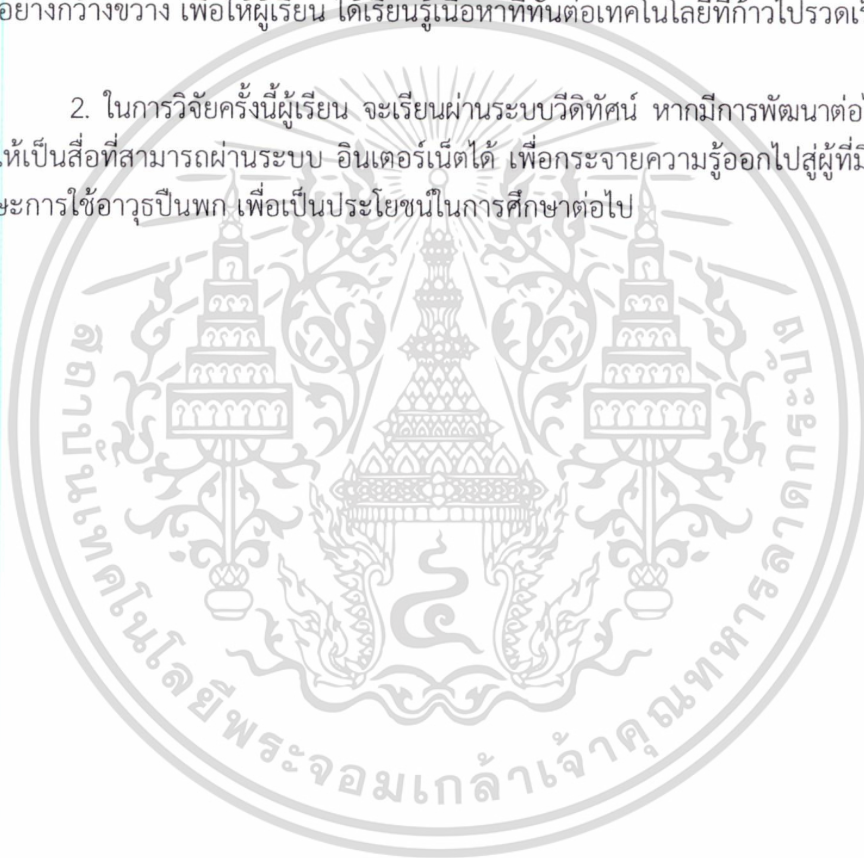 อย่างกว้างขวาง เพื่อให้ผู้เรียน ได้เรียนรู้เนื้อหาที่ทันต่อเทคโนโลยีที่ก้าวไปรวดเร็
2. ในการวิจัยครั้งนี้ผู้เรียน จะเรียนผ่านระบบวีดิทัศน์ หากมีการพัฒนาต่อไ
ห้เป็นสื่อที่สามารถผ่านระบบ อินเตอร์เน็ตได้ เพื่อกระจายความรู้ออกไปสู่ผู้ที่มี
ษะการใช้อาวุธปืนพก เพื่อเป็นประโยชน์ในการศึกษาต่อไป
สถาบันเทคโนโลยีพระจอมเกล้าเจ้าคุณทหารลาดกระบัง
๔